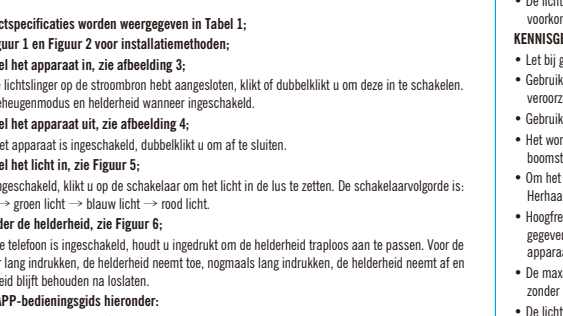 ctspecificaties worden weergegeven in Tabel 1;
guur 1 en Figuur 2 voor installatiemethoden;
el het apparaat in, zie afbeelding 3;
lichtslinger op de stroombron hebt aangesloten, klikt of dubbelklikt u om deze in te schakelen.
eheugenmodus en helderheid wanneer ingeschakeld.
el het apparaat uit, zie afbeelding 4;
et apparaat is ingeschakeld, dubbelklikt u om af te sluiten.
el het licht in, zie Figuur 5;
ngeschakeld, klikt u op de schakelaar om het licht in de lus te zetten. De schakelaarvolgorde is:
→ groen licht → blauw licht → rood licht.
der de helderheid, zie Figuur 6;
e telefoon is ingeschakeld, houdt u ingedrukt om de helderheid traploos aan te passen. Voor de
r lang indrukken, de helderheid neemt toe, nogmaals lang indrukken, de helderheid neemt af en
eid blijft behouden na loslaten.
APP-bedieningsgids hieronder:
• De licht
voorkom
KENNISGE
• Let bij g
• Gebruik
veroorz
• Gebruik
• Het wor
boomst
• Om het
Herhaa
• Hoogfre
gegever
apparaa
• De max
zonder
• De licht